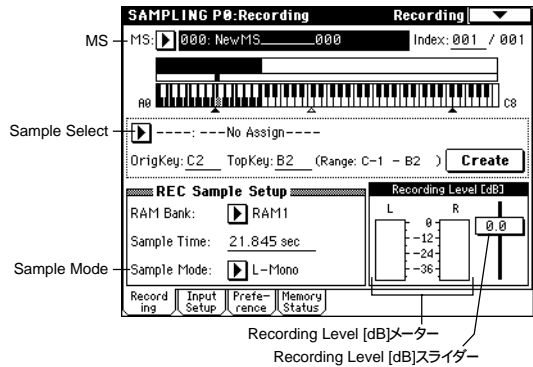 SAMPLING P0:Recording Recording
MS
MS: 000: NewMS______000 Index: 001 / 001
A0 C8
Sample Select
----: ---No Assign----
OrigKey: C2 TopKey: B2 (Range: C-1 - B2 ) Create
REC Sample Setup
RAM Bank: RAM1
Sample Time: 21.845 sec
Sample Mode
Sample Mode: L-Mono
Recording Level [dB]
L R
0
-12
-24
-36
0.0
Recording
Input Setup
Prefe-rence
Memory Status
Recording Level [dB]メーター
Recording Level [dB]スライダー